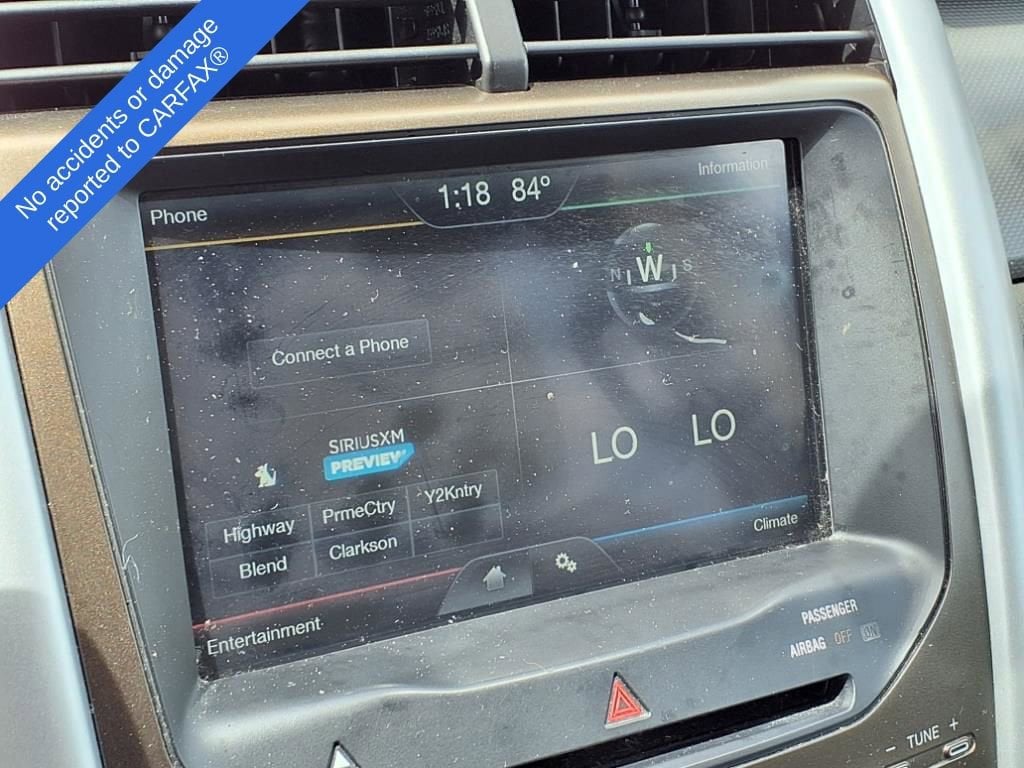 No accidents or damage
reported to CARFAX®
Phone
1:18 84°
Information
N W S
Connect a Phone
SIRIUSXM
PREVIEW
LO LO
Highway PrmeCtry Y2Kntry
Blend Clarkson
Climate
Entertainment
PASSENGER
AIRBAG OFF ON
- TUNE +